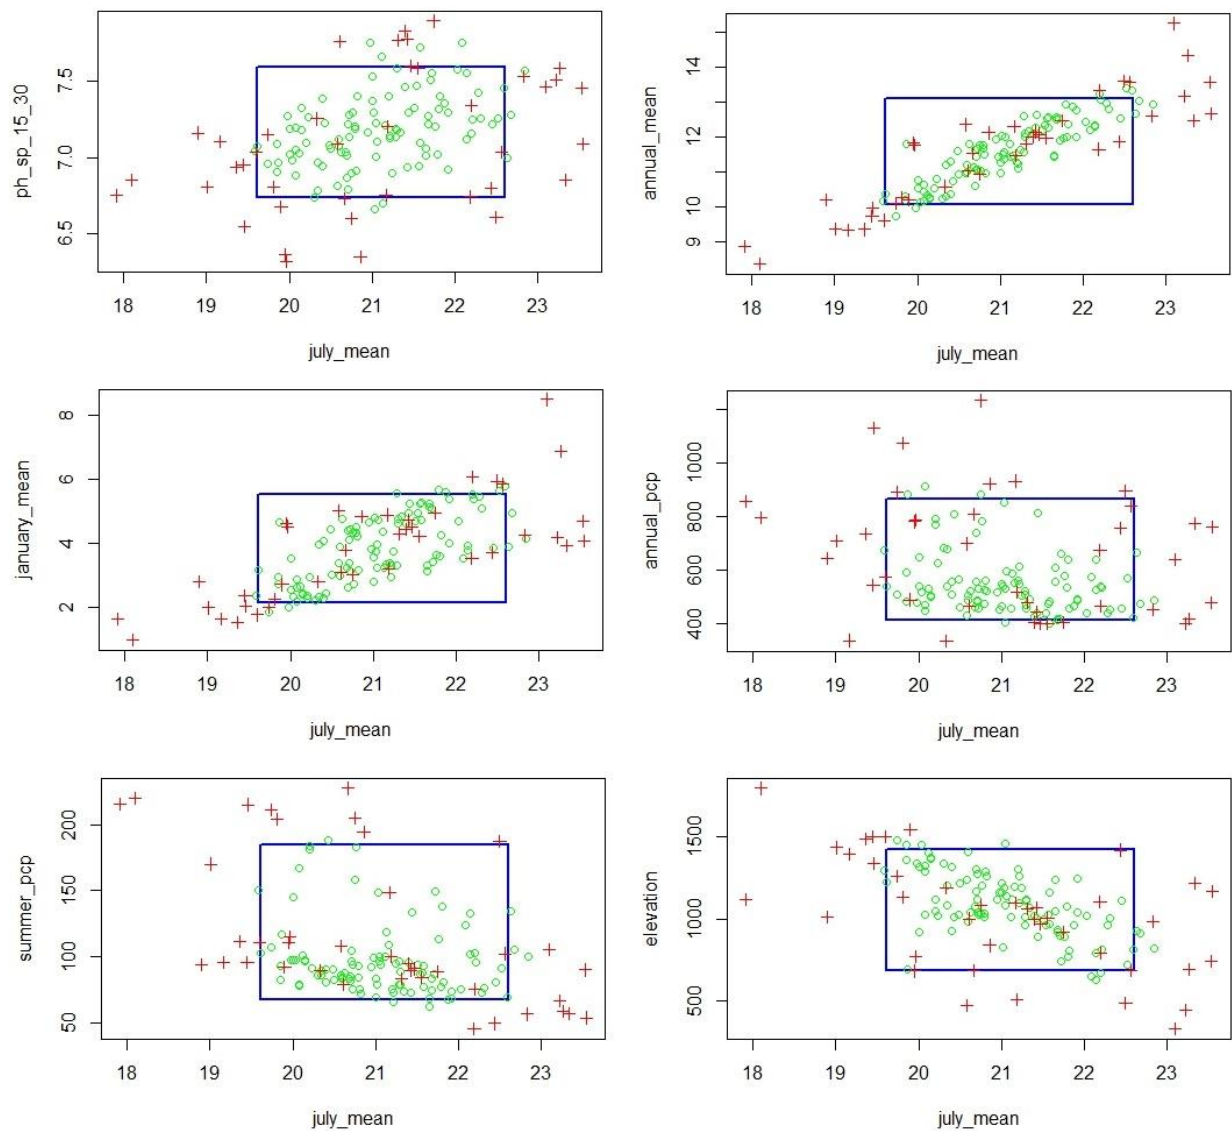 ph_sp_15_30
7.5
7.0
6.5
18 19 20 21 22 23
july_mean
annual_mean
14
12
10
9
18 19 20 21 22 23
july_mean
january_mean
8
6
4
2
18 19 20 21 22 23
july_mean
annual_pcp
1000
800
600
400
18 19 20 21 22 23
july_mean
summer_pcp
200
150
100
50
18 19 20 21 22 23
july_mean
elevation
1500
1000
500
18 19 20 21 22 23
july_mean